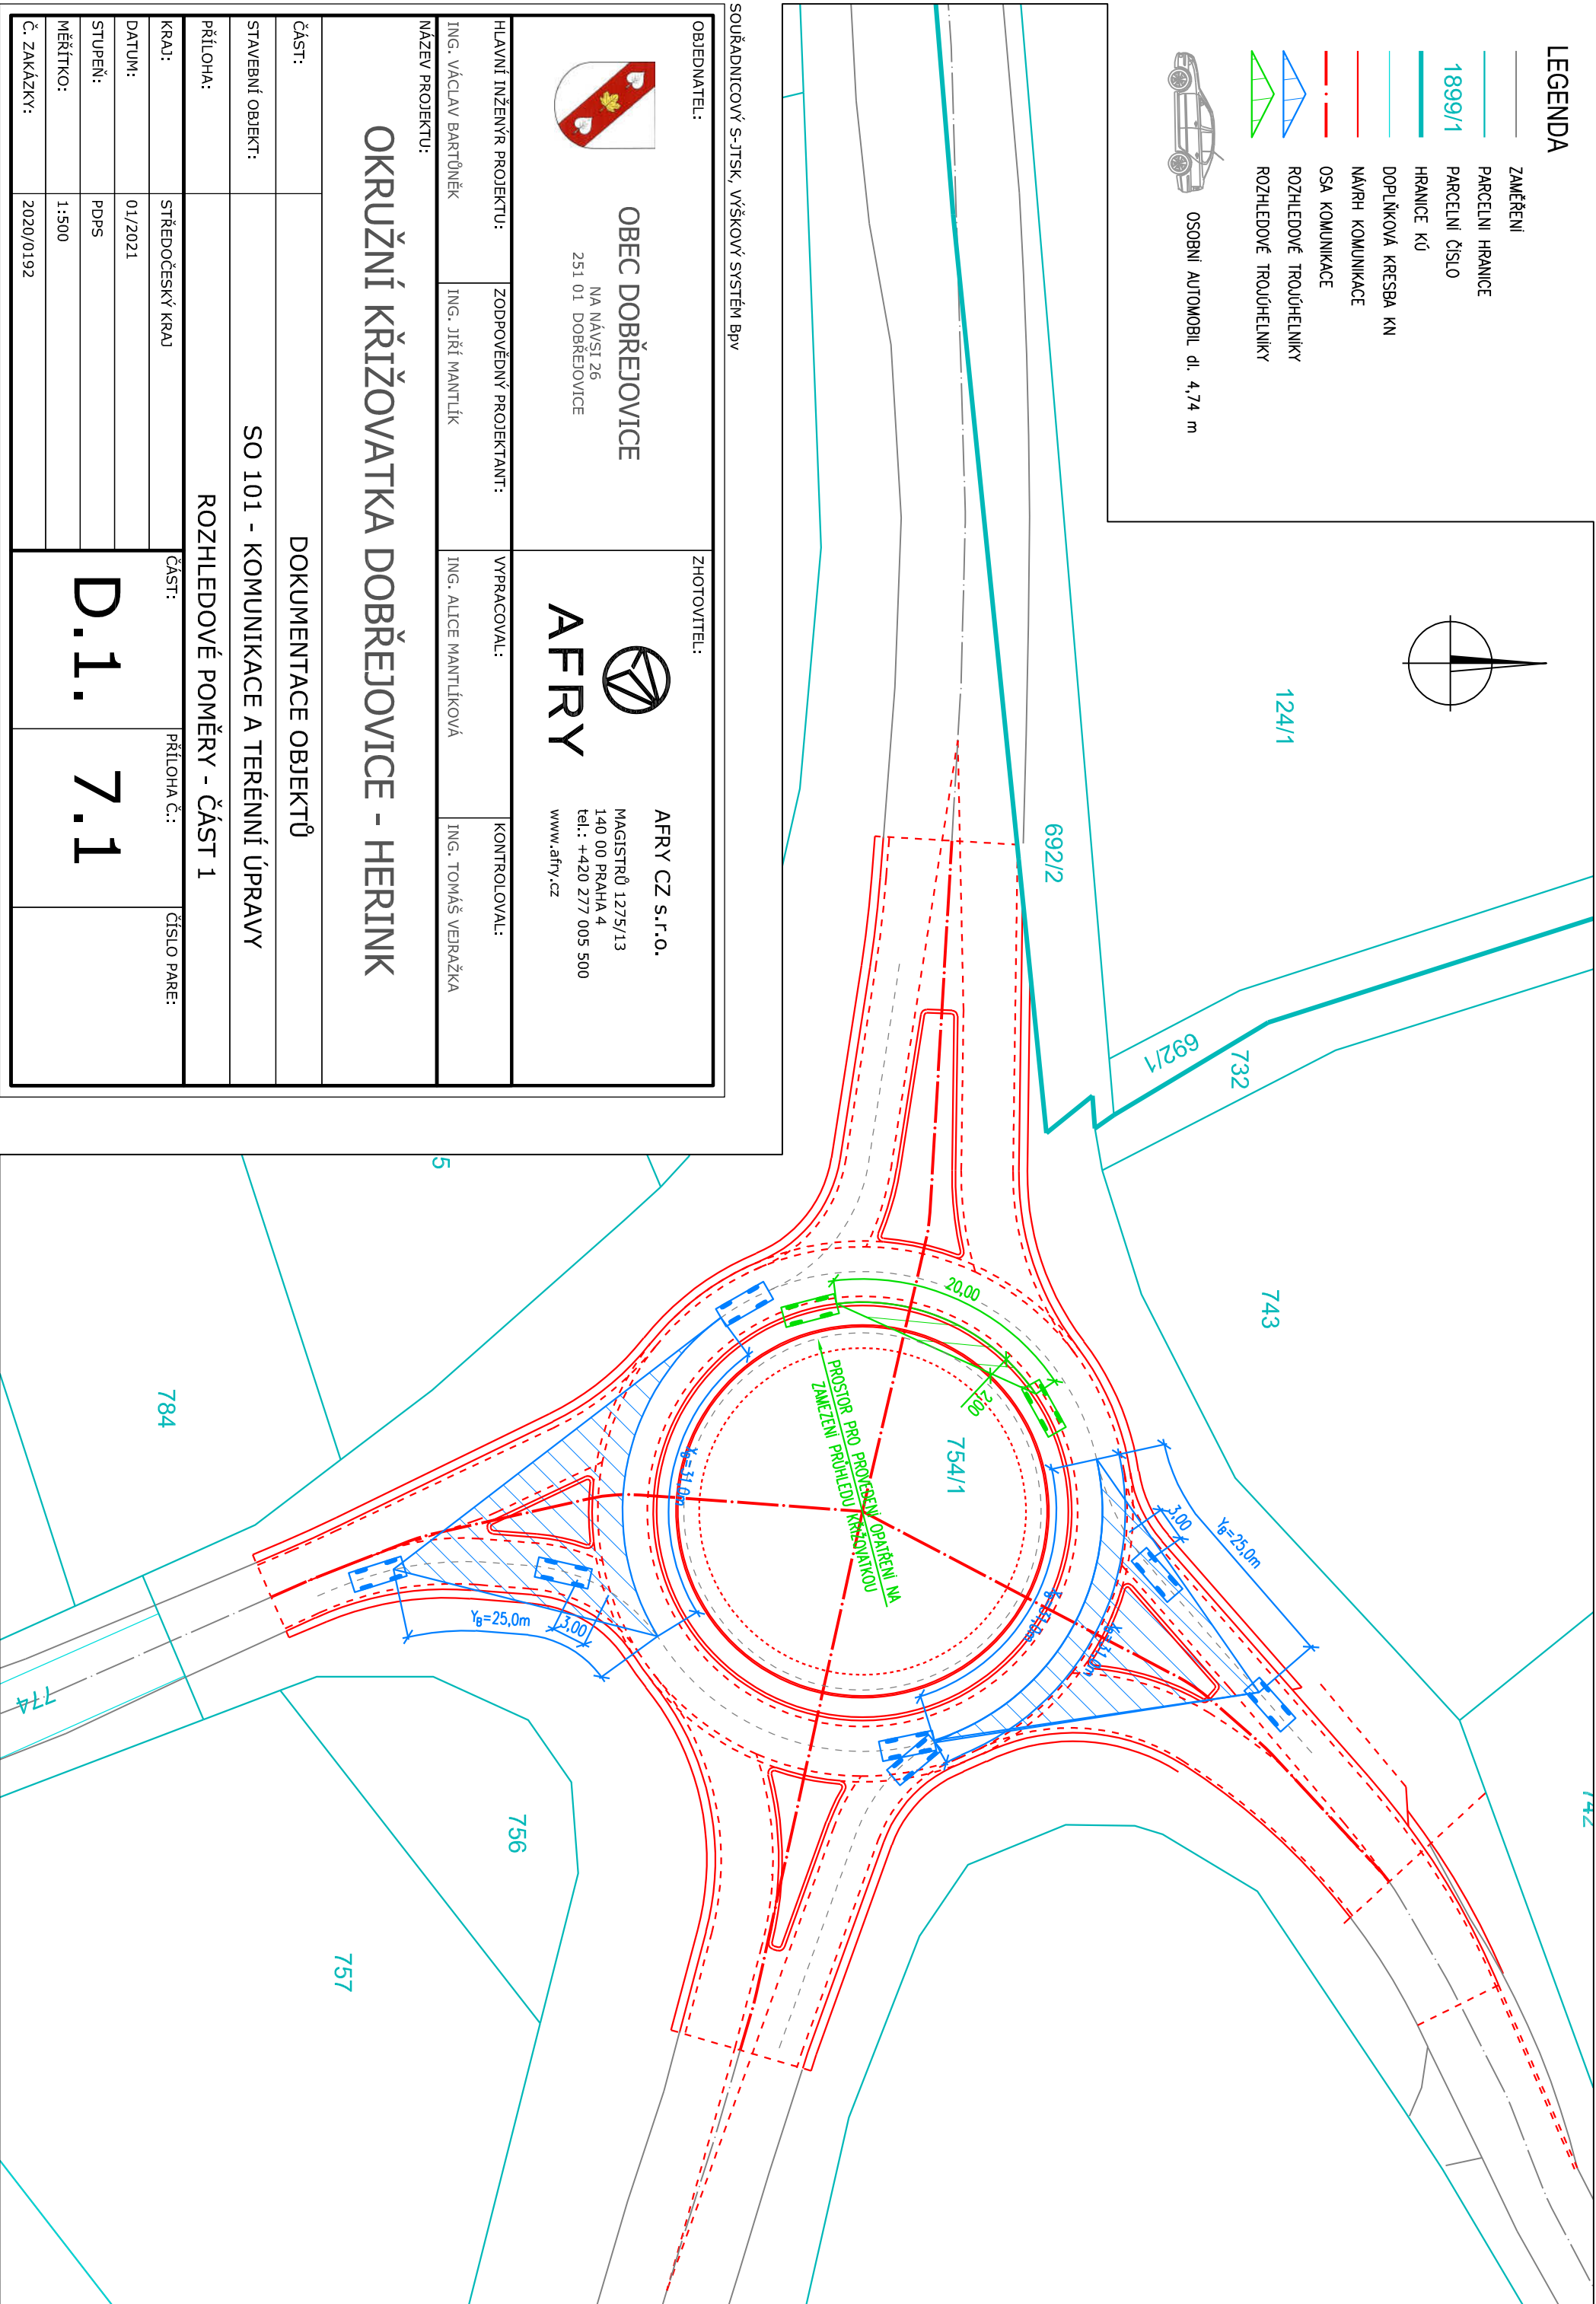 LEGENDA
ZAMĚŘENÍ
PARCELNÍ HRANICE
1899/1 PARCELNÍ ČÍSLO
HRANICE KÚ
DOPLŇKOVÁ KRESBA KN
NÁVRH KOMUNIKACE
OSA KOMUNIKACE
ROZHLEDOVÉ TROJÚHELNÍKY
ROZHLEDOVÉ TROJÚHELNÍKY
OSOBNÍ AUTOMOBIL dl. 4,74 m
124/1
692/2
692/1
732
743
742
754/1
20,00
2,00
PROSTOR PRO PROVEDENÍ OPATŘENÍ NA
ZAMEZENÍ PRŮHLEDU KŘIŽOVATKOU
3,00
YB=25,0m
YB=31,0m
YB=31,0m
YB=25,0m
3,00
5
784
774
756
757
SOUŘADNICOVÝ S-JTSK, VÝŠKOVÝ SYSTÉM Bpv
OBJEDNATEL:
OBEC DOBŘEJOVICE
NA NÁVSI 26
251 01 DOBŘEJOVICE
ZHOTOVITEL:
AFRY
AFRY CZ s.r.o.
MAGISTRŮ 1275/13
140 00 PRAHA 4
tel.: +420 277 005 500
www.afry.cz
HLAVNÍ INŽENÝR PROJEKTU: ZODPOVĚDNÝ PROJEKTANT: VYPRACOVAL: KONTROLOVAL:
ING. VÁCLAV BARTŮNĚK ING. JIŘÍ MANTLÍK ING. ALICE MANTLÍKOVÁ ING. TOMÁŠ VEJRAŽKA
NÁZEV PROJEKTU:
OKRUŽNÍ KŘIŽOVATKA DOBŘEJOVICE - HERINK
ČÁST: DOKUMENTACE OBJEKTŮ
STAVEBNÍ OBJEKT: SO 101 - KOMUNIKACE A TERÉNNÍ ÚPRAVY
PŘÍLOHA: ROZHLEDOVÉ POMĚRY - ČÁST 1
KRAJ: STŘEDOČESKÝ KRAJ
DATUM: 01/2021
STUPEŇ: PDPS
MĚŘÍTKO: 1:500
Č. ZAKÁZKY: 2020/0192
ČÁST: PŘÍLOHA Č.: ČÍSLO PARE:
D.1. 7.1